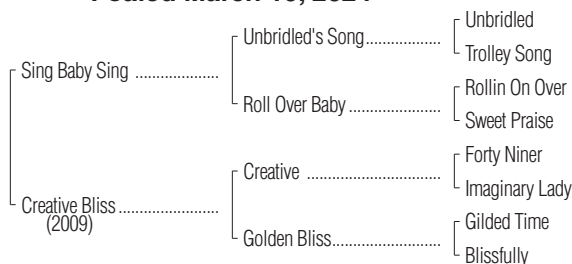 Unbridled
Unbridled's Song....................
Trolley Song
Sing Baby Sing ......................
Rollin On Over
Roll Over Baby ........................
Sweet Praise
Forty Niner
Creative ...................................
Imaginary Lady
Creative Bliss..........................
(2009)
Gilded Time
Golden Bliss............................
Blissfully